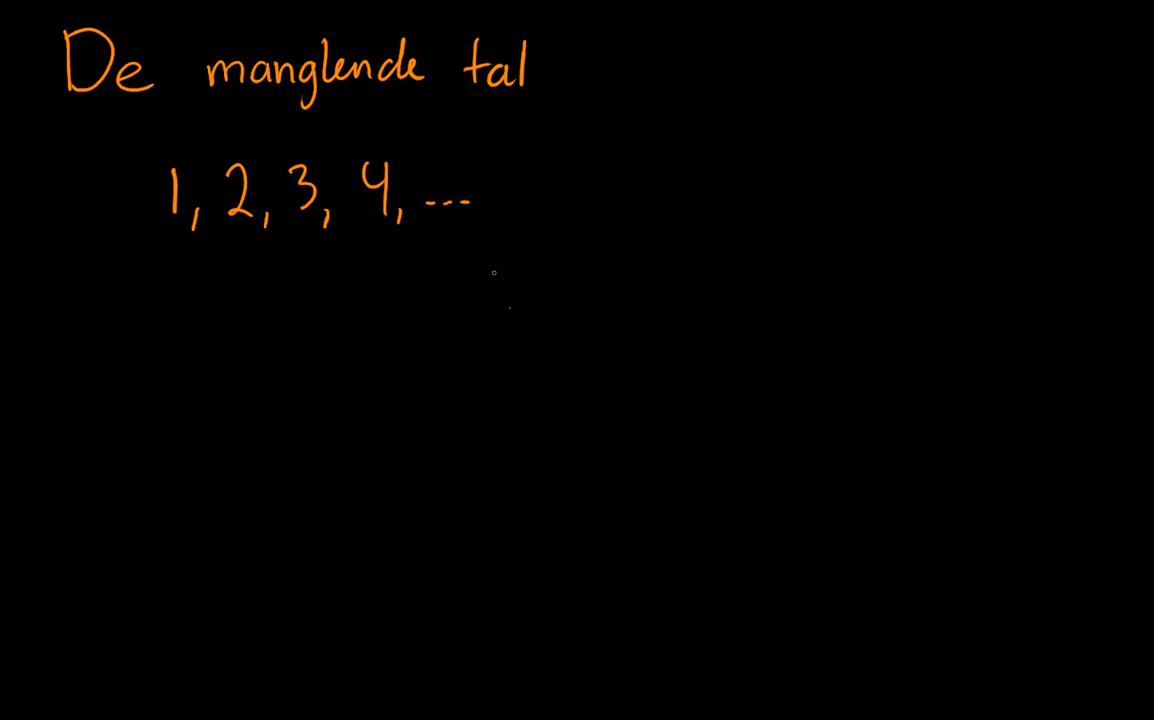 De manglende tal
1, 2, 3, 4, ---